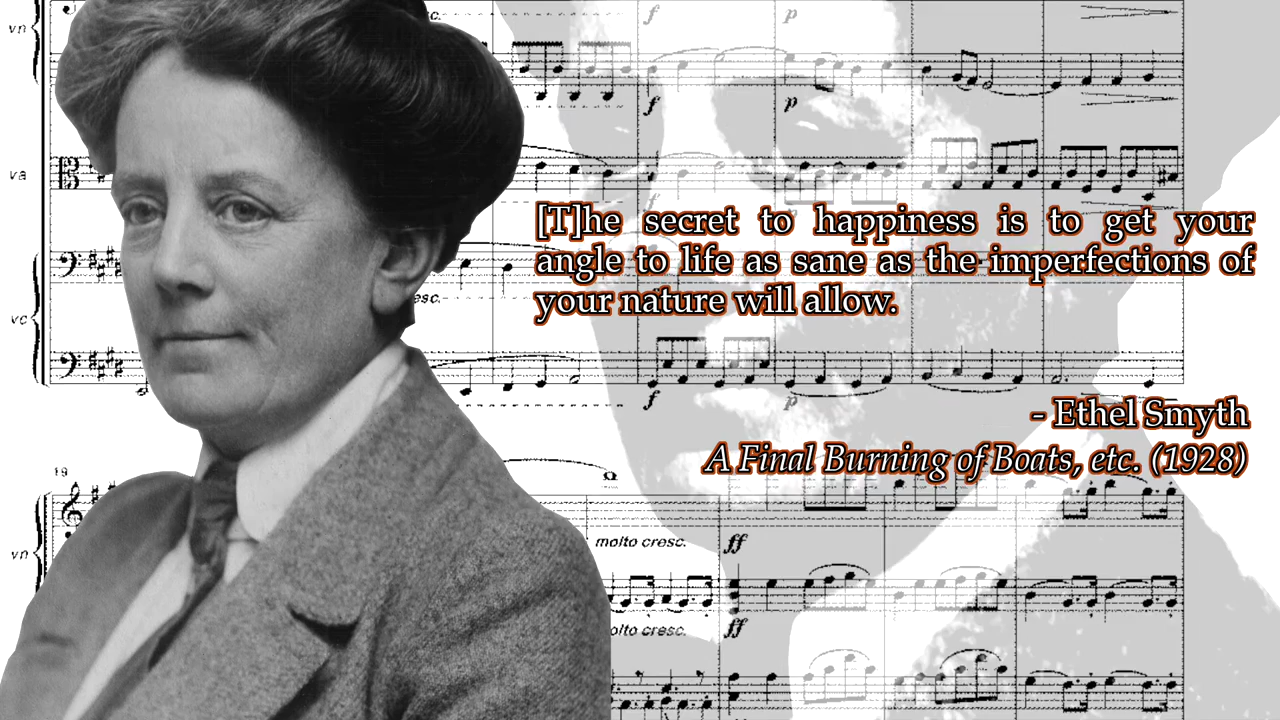 vn
sc.
f
p
f
p
va
[T]he secret to happiness is to get your
angle to life as sane as the imperfections of
your nature will allow.
esc.
vc
f
p
- Ethel Smyth
A Final Burning of Boats, etc. (1928)
19
vn
molto cresc.
ff
olto cresc.
ff